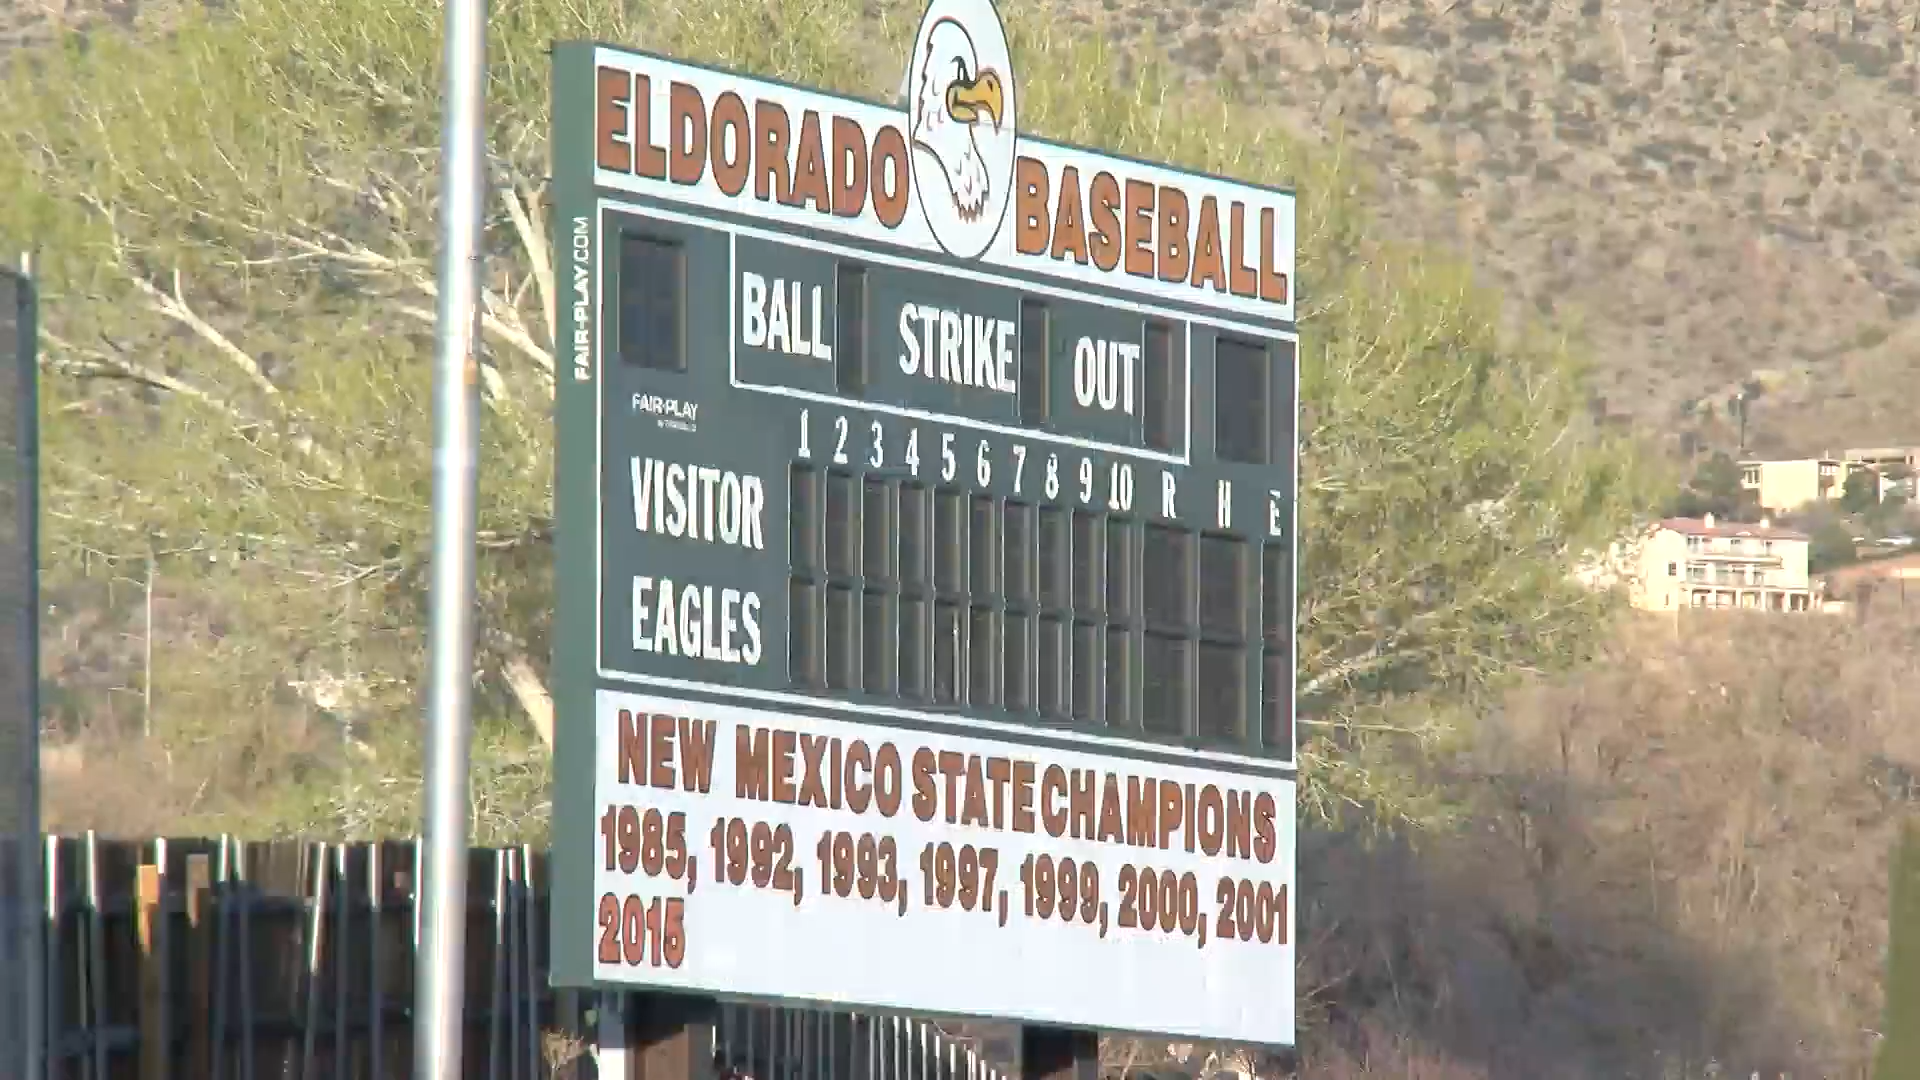 ELDORADO BASEBALL
FAIR-PLAY.COM
BALL STRIKE OUT
FAIR-PLAY
1 2 3 4 5 6 7 8 9 10 R H E
VISITOR
EAGLES
NEW MEXICO STATE CHAMPIONS
1985, 1992, 1993, 1997, 1999, 2000, 2001
2015